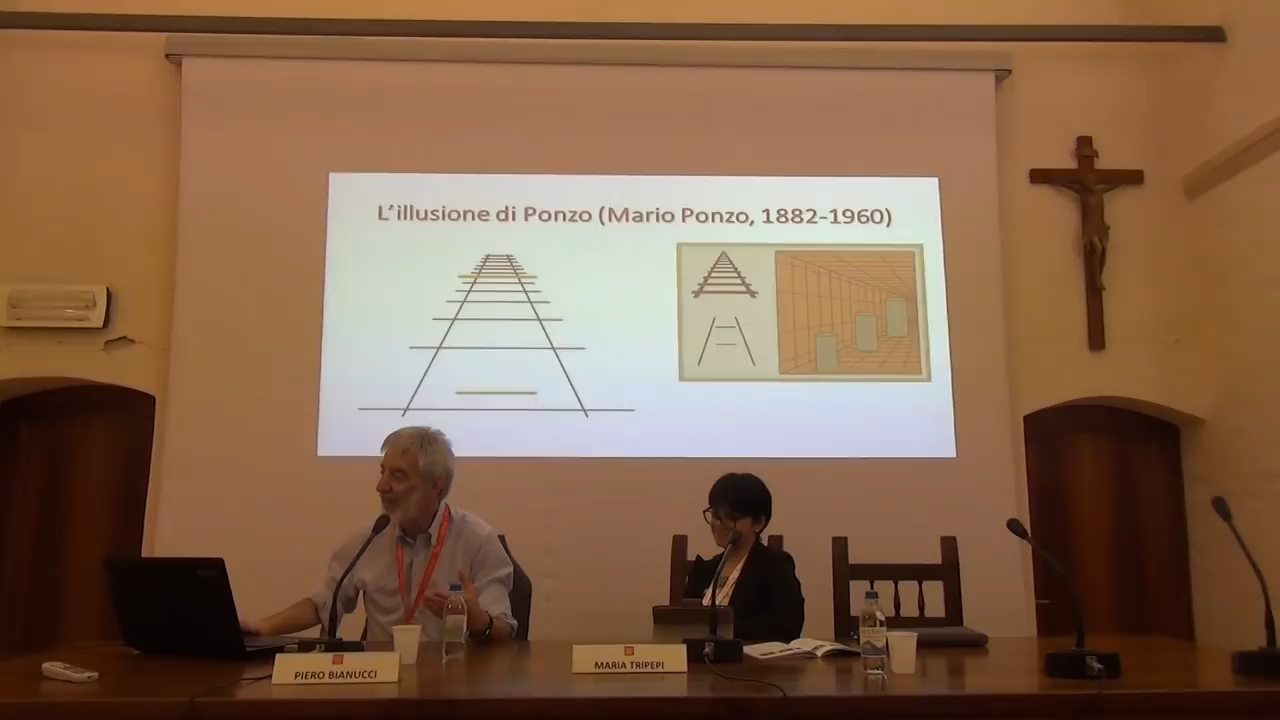 L'illusione di Ponzo (Mario Ponzo, 1882-1960)
PIERO BIANUCCI
MARIA TRIPEPI